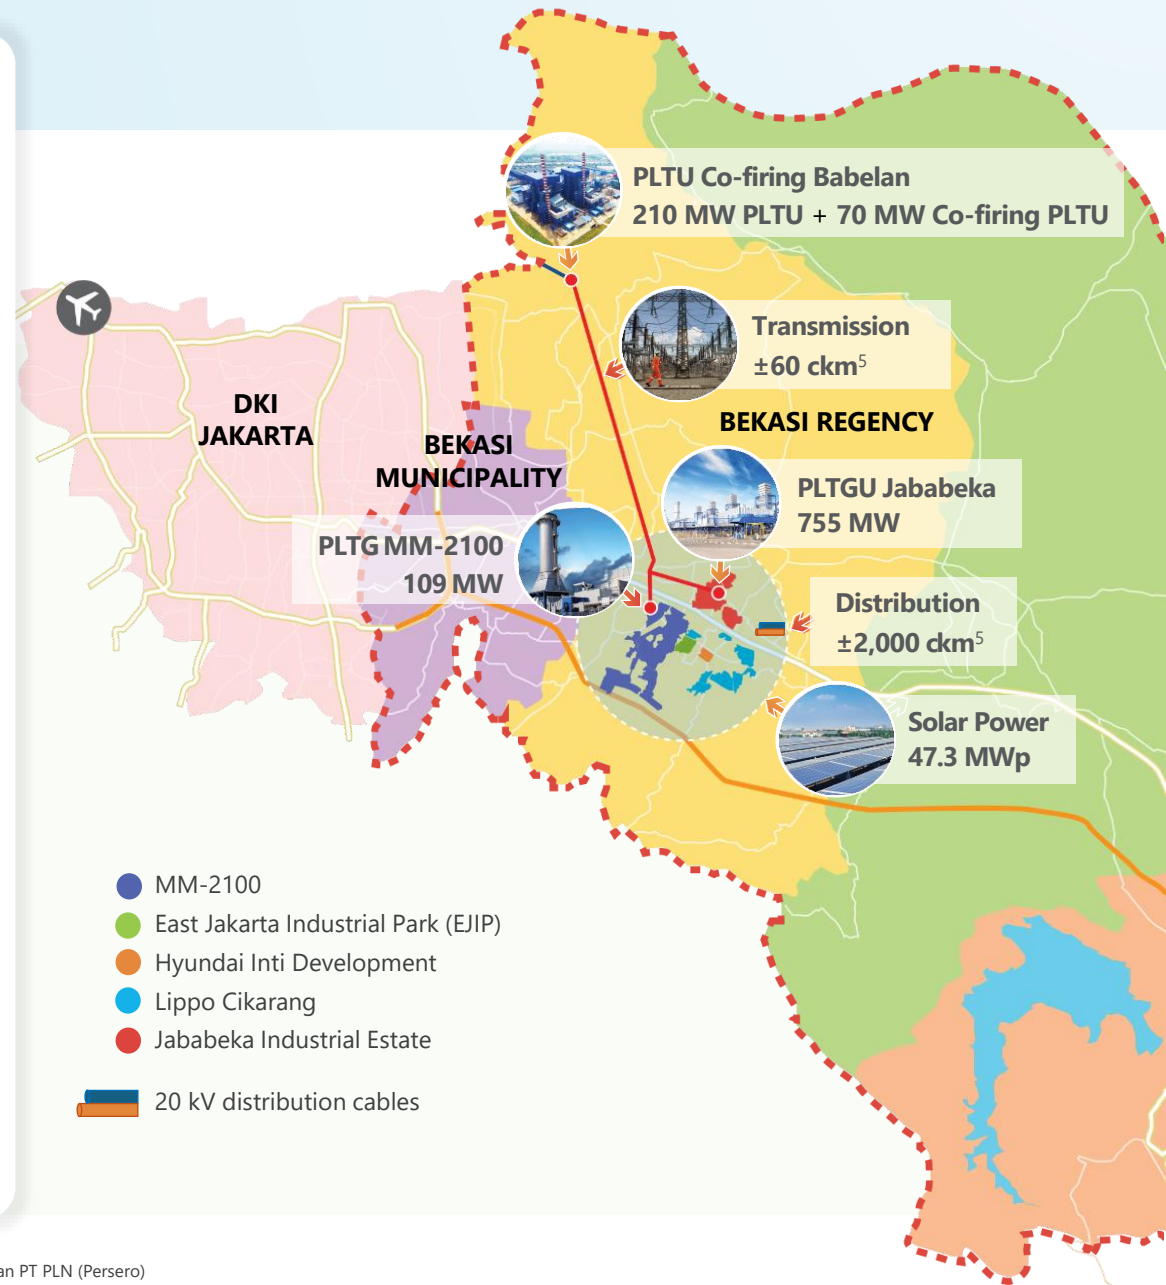 PLTU Co-firing Babelan
210 MW PLTU + 70 MW Co-firing PLTU
Transmission
±60 ckm⁵
DKI
JAKARTA
BEKASI REGENCY
BEKASI
MUNICIPALITY
PLTGU Jababeka
755 MW
PLTG MM-2100
109 MW
Distribution
±2,000 ckm⁵
Solar Power
47.3 MWp
MM-2100
East Jakarta Industrial Park (EJIP)
Hyundai Inti Development
Lippo Cikarang
Jababeka Industrial Estate
20 kV distribution cables
an PT PLN (Persero)